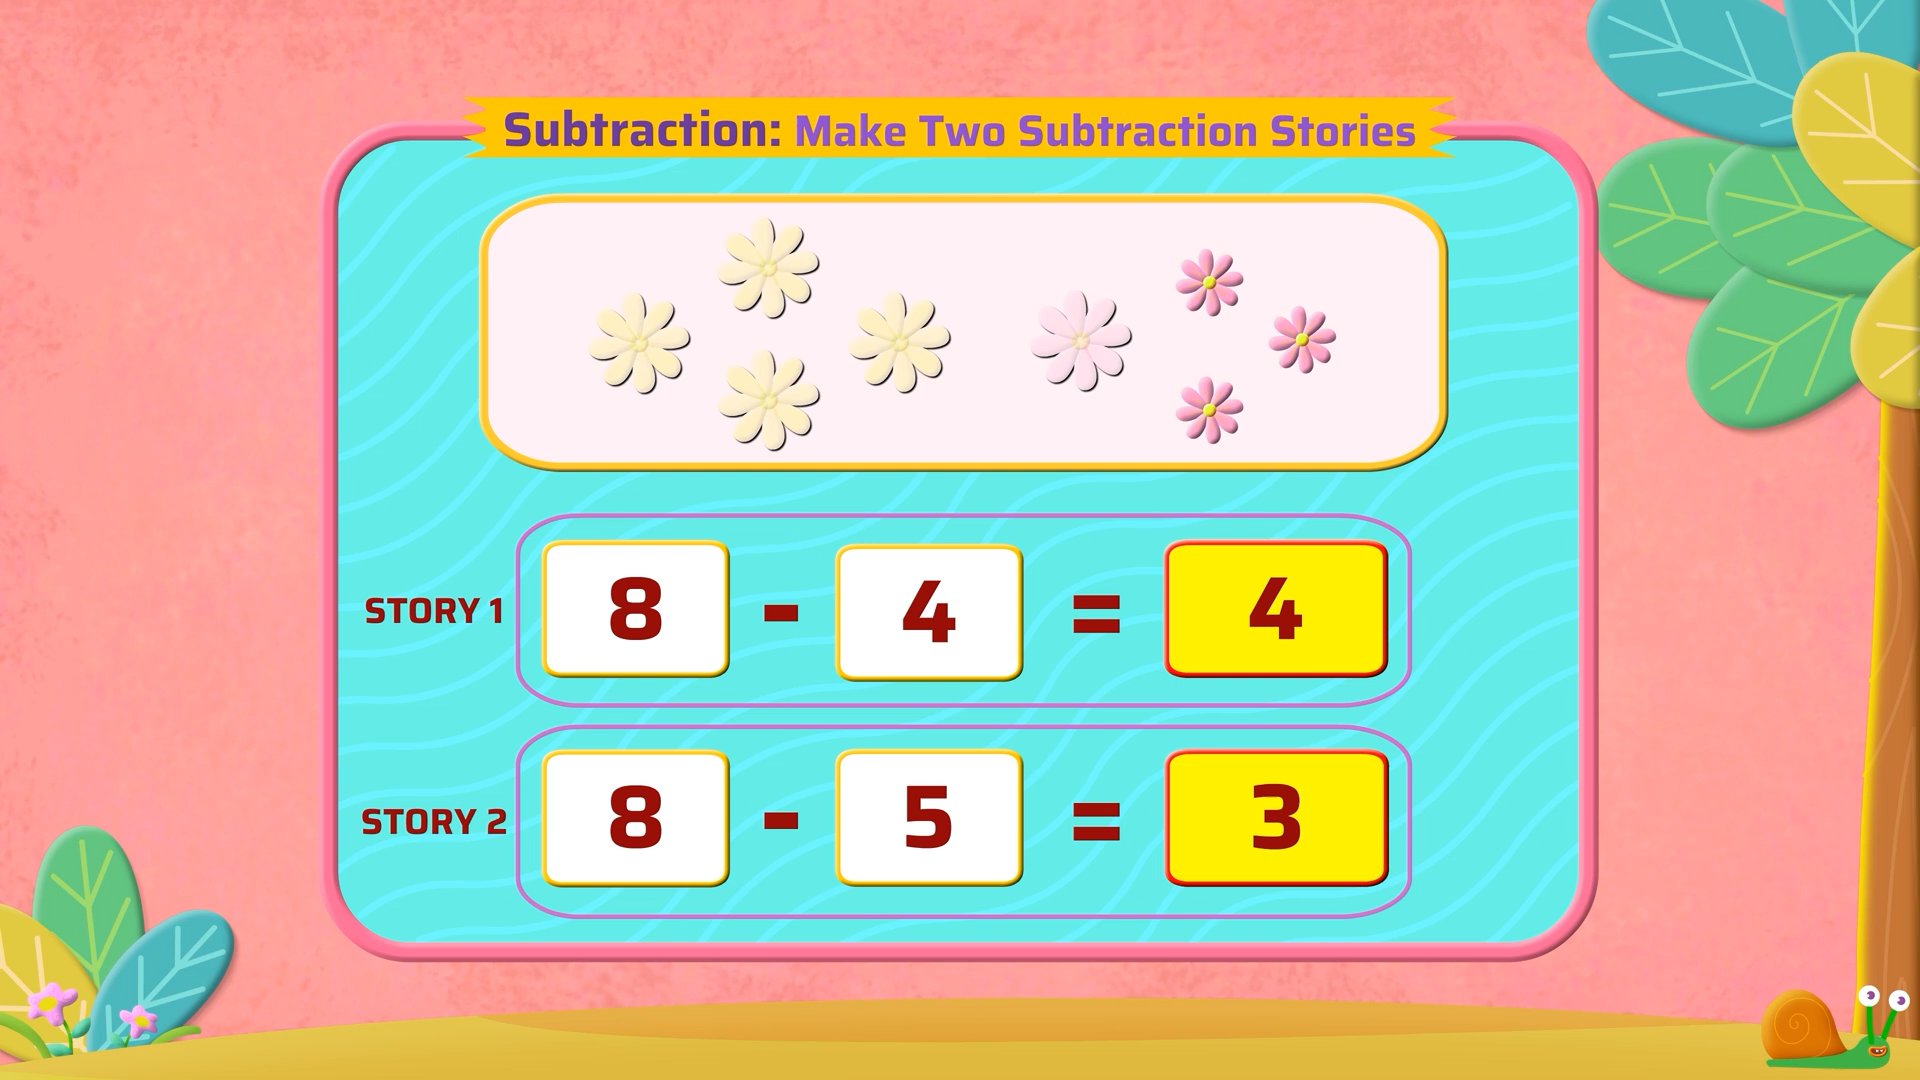 Subtraction: Make Two Subtraction Stories
STORY 1 8 - 4 = 4
STORY 2 8 - 5 = 3